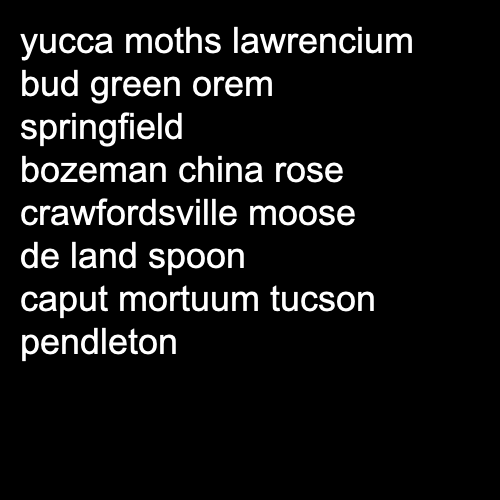 yucca moths lawrencium
bud green orem
springfield
bozeman china rose
crawfordsville moose
de land spoon
caput mortuum tucson
pendleton